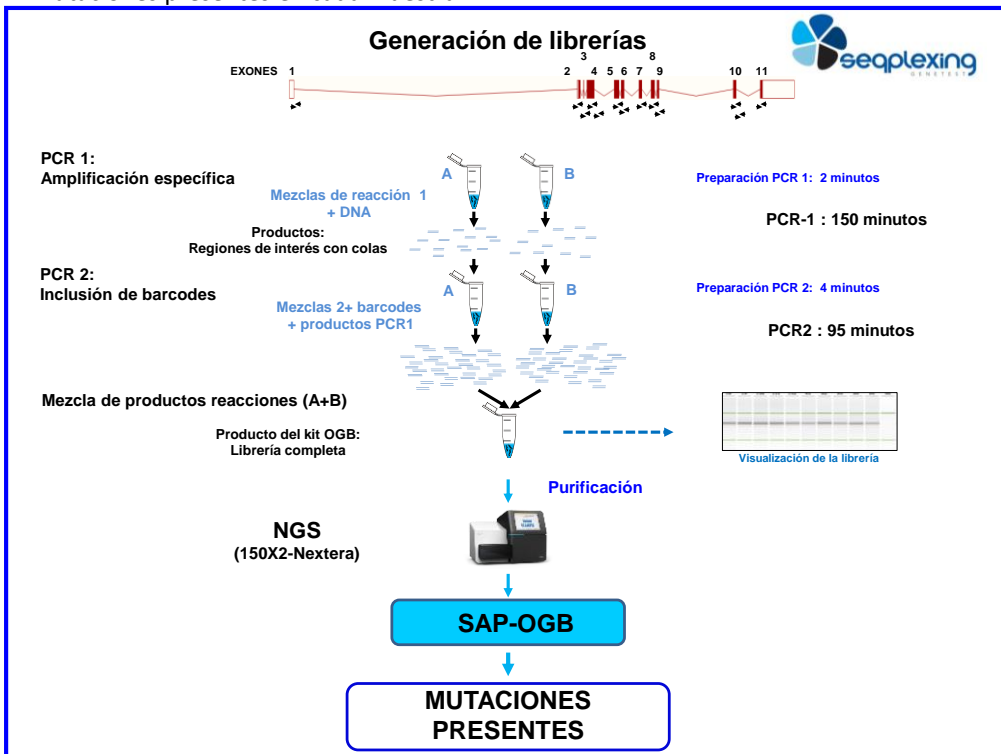 Generación de librerías
seqplexing
GENETEST
EXONES 1 2 3 4 5 6 7 8 9 10 11
PCR 1:
Amplificación específica
A B
Mezclas de reacción 1
+ DNA
Preparación PCR 1: 2 minutos
PCR-1 : 150 minutos
Productos:
Regiones de interés con colas
PCR 2:
Inclusión de barcodes
A B
Mezclas 2+ barcodes
+ productos PCR1
Preparación PCR 2: 4 minutos
PCR2 : 95 minutos
Mezcla de productos reacciones (A+B)
Producto del kit OGB:
Librería completa
Visualización de la librería
Purificación
NGS
(150X2-Nextera)
SAP-OGB
MUTACIONES
PRESENTES